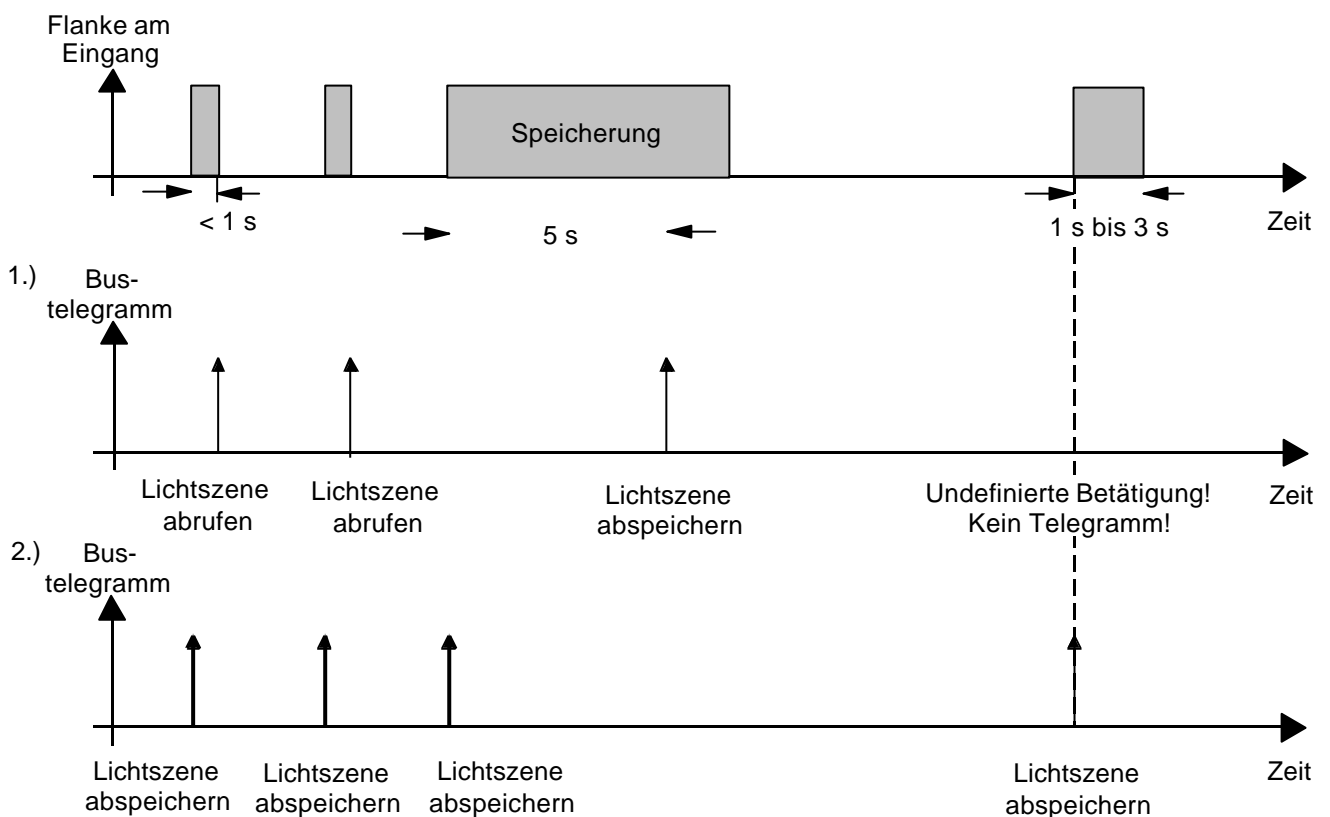 Flanke am
Eingang
Speicherung
< 1 s
5 s
1 s bis 3 s
Zeit
1.)
Bus-
telegramm
Lichtszene
abrufen
Lichtszene
abrufen
Lichtszene
abspeichern
Undefinierte Betätigung!
Kein Telegramm!
Zeit
2.)
Bus-
telegramm
Lichtszene
abspeichern
Lichtszene
abspeichern
Lichtszene
abspeichern
Lichtszene
abspeichern
Zeit